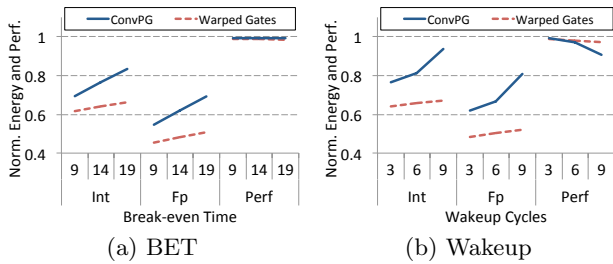 ConvPG Warped Gates
Norm. Energy and Perf.
1
0.8
0.6
0.4
9 14 19 9 14 19 9 14 19
Int Fp Perf
Break-even Time
(a) BET
ConvPG Warped Gates
Norm. Energy and Perf.
1
0.8
0.6
0.4
3 6 9 3 6 9 3 6 9
Int Fp Perf
Wakeup Cycles
(b) Wakeup